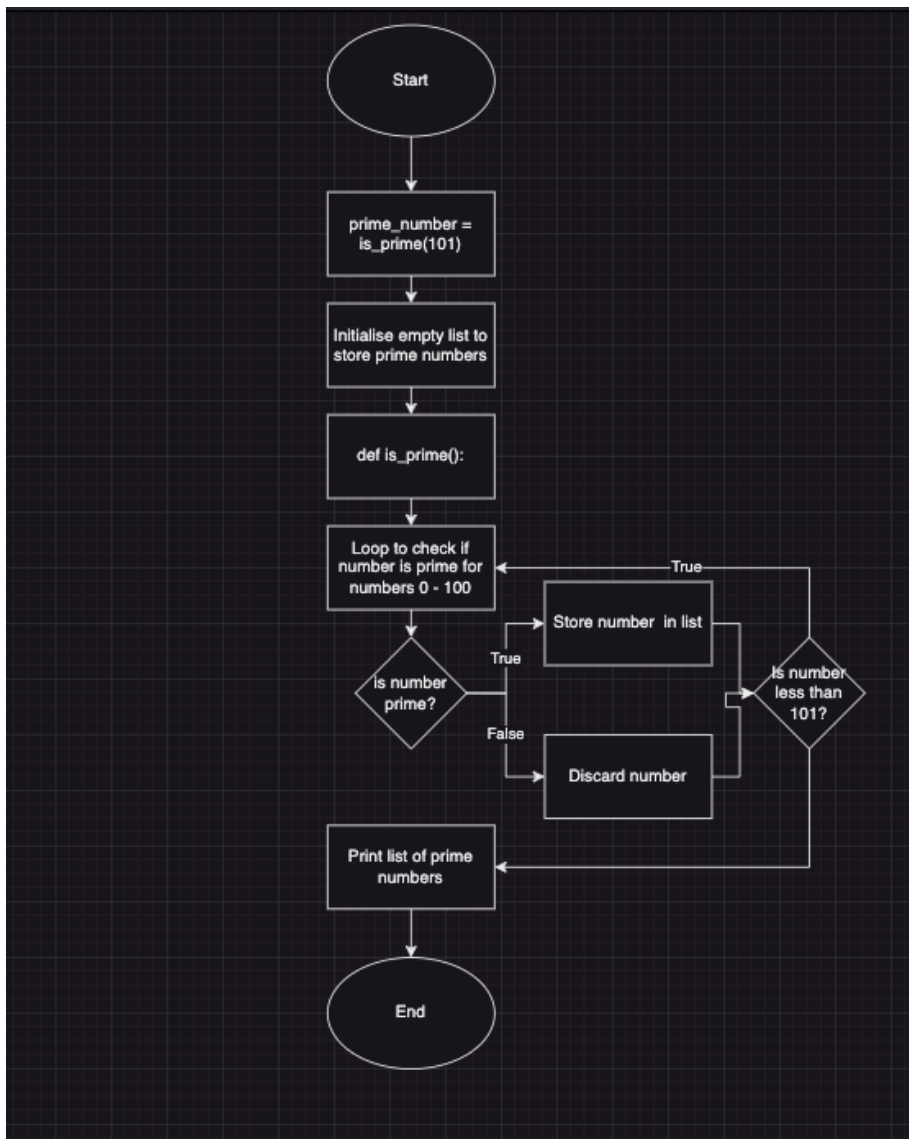 Start
prime_number =
is_prime(101)
Initialise empty list to
store prime numbers
def is_prime():
Loop to check if
number is prime for
numbers 0 - 100
True
Store number in list
True
is number
prime?
Is number
less than
101?
False
Discard number
Print list of prime
numbers
End